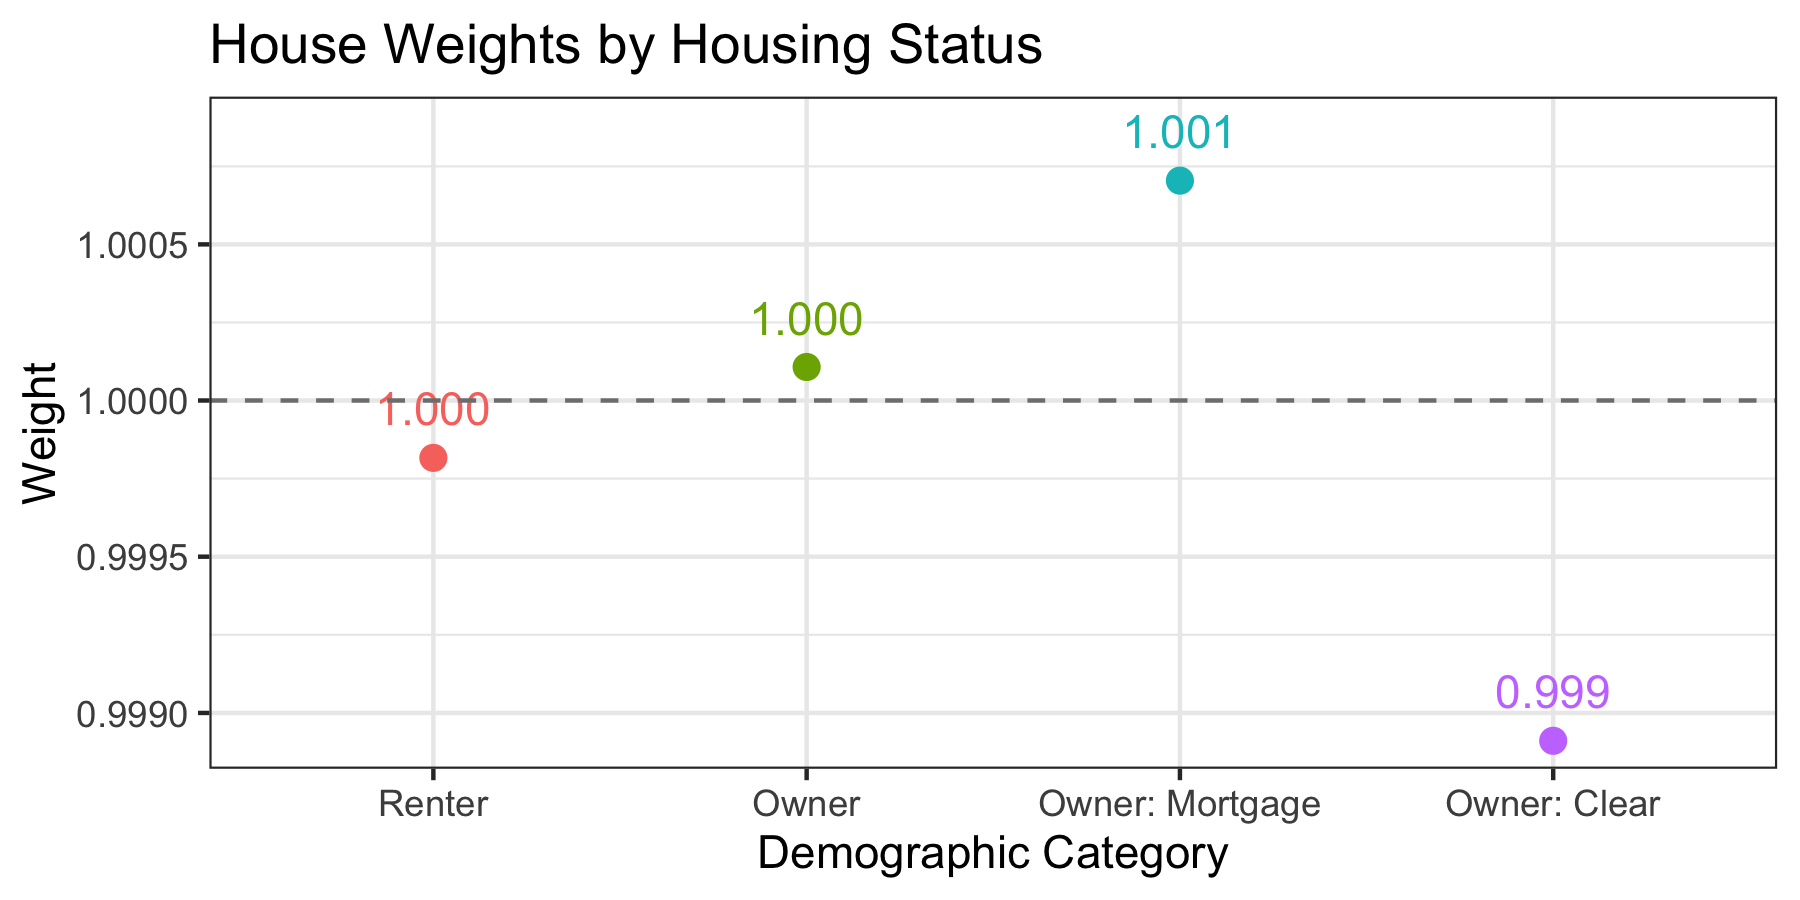 House Weights by Housing Status
1.001
1.0005
1.000
1.0000
1.000
0.9995
0.999
0.9990
Weight
Renter
Owner
Owner: Mortgage
Owner: Clear
Demographic Category